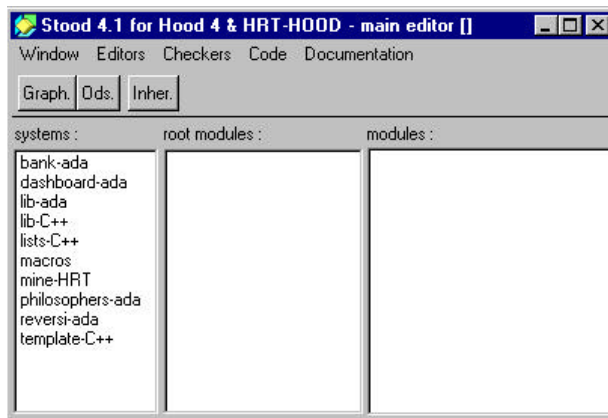 Stood 4.1 for Hood 4 & HRT-HOOD - main editor []
Window Editors Checkers Code Documentation
Graph. Ods. Inher.
systems : root modules : modules :
bank-ada
dashboard-ada
lib-ada
lib-C++
lists-C++
macros
mine-HRT
philosophers-ada
reversi-ada
template-C++